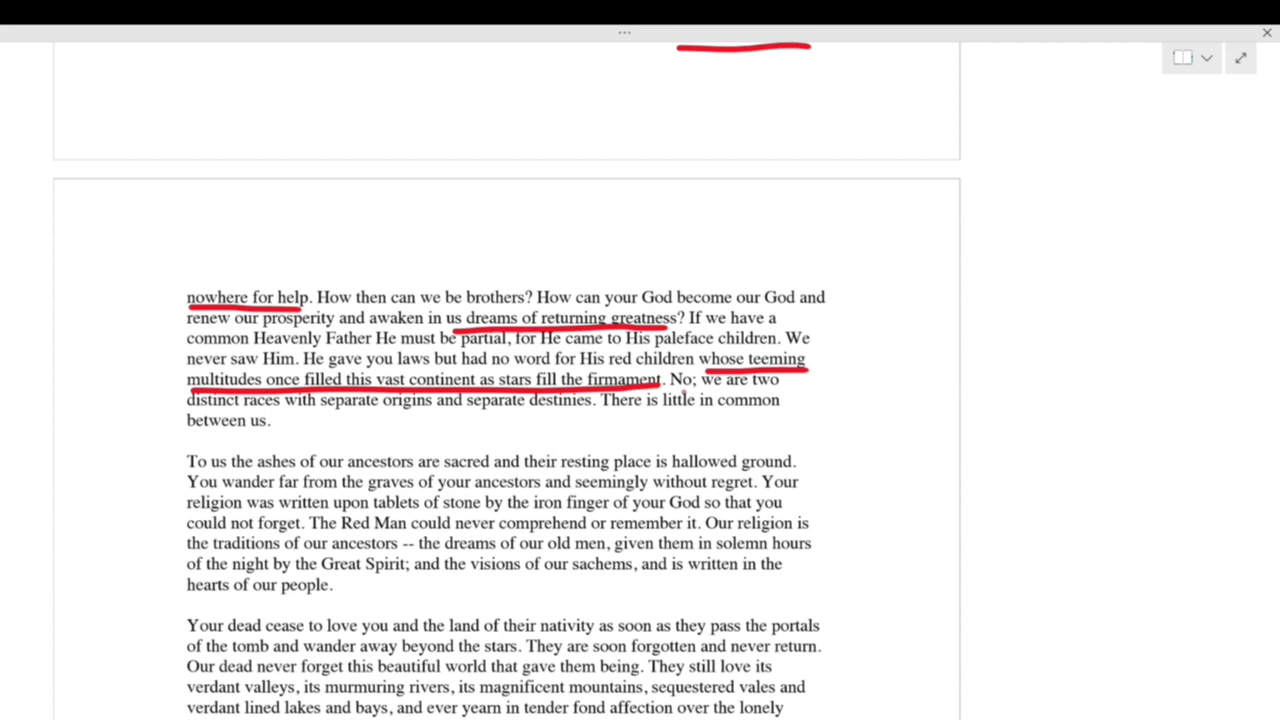 nowhere for help. How then can we be brothers? How can your God become our God and
renew our prosperity and awaken in us dreams of returning greatness? If we have a
common Heavenly Father He must be partial, for He came to His paleface children. We
never saw Him. He gave you laws but had no word for His red children whose teeming
multitudes once filled this vast continent as stars fill the firmament. No; we are two
distinct races with separate origins and separate destinies. There is little in common
between us.
To us the ashes of our ancestors are sacred and their resting place is hallowed ground.
You wander far from the graves of your ancestors and seemingly without regret. Your
religion was written upon tablets of stone by the iron finger of your God so that you
could not forget. The Red Man could never comprehend or remember it. Our religion is
the traditions of our ancestors -- the dreams of our old men, given them in solemn hours
of the night by the Great Spirit; and the visions of our sachems, and is written in the
hearts of our people.
Your dead cease to love you and the land of their nativity as soon as they pass the portals
of the tomb and wander away beyond the stars. They are soon forgotten and never return.
Our dead never forget this beautiful world that gave them being. They still love its
verdant valleys, its murmuring rivers, its magnificent mountains, sequestered vales and
verdant lined lakes and bays, and ever yearn in tender fond affection over the lonely